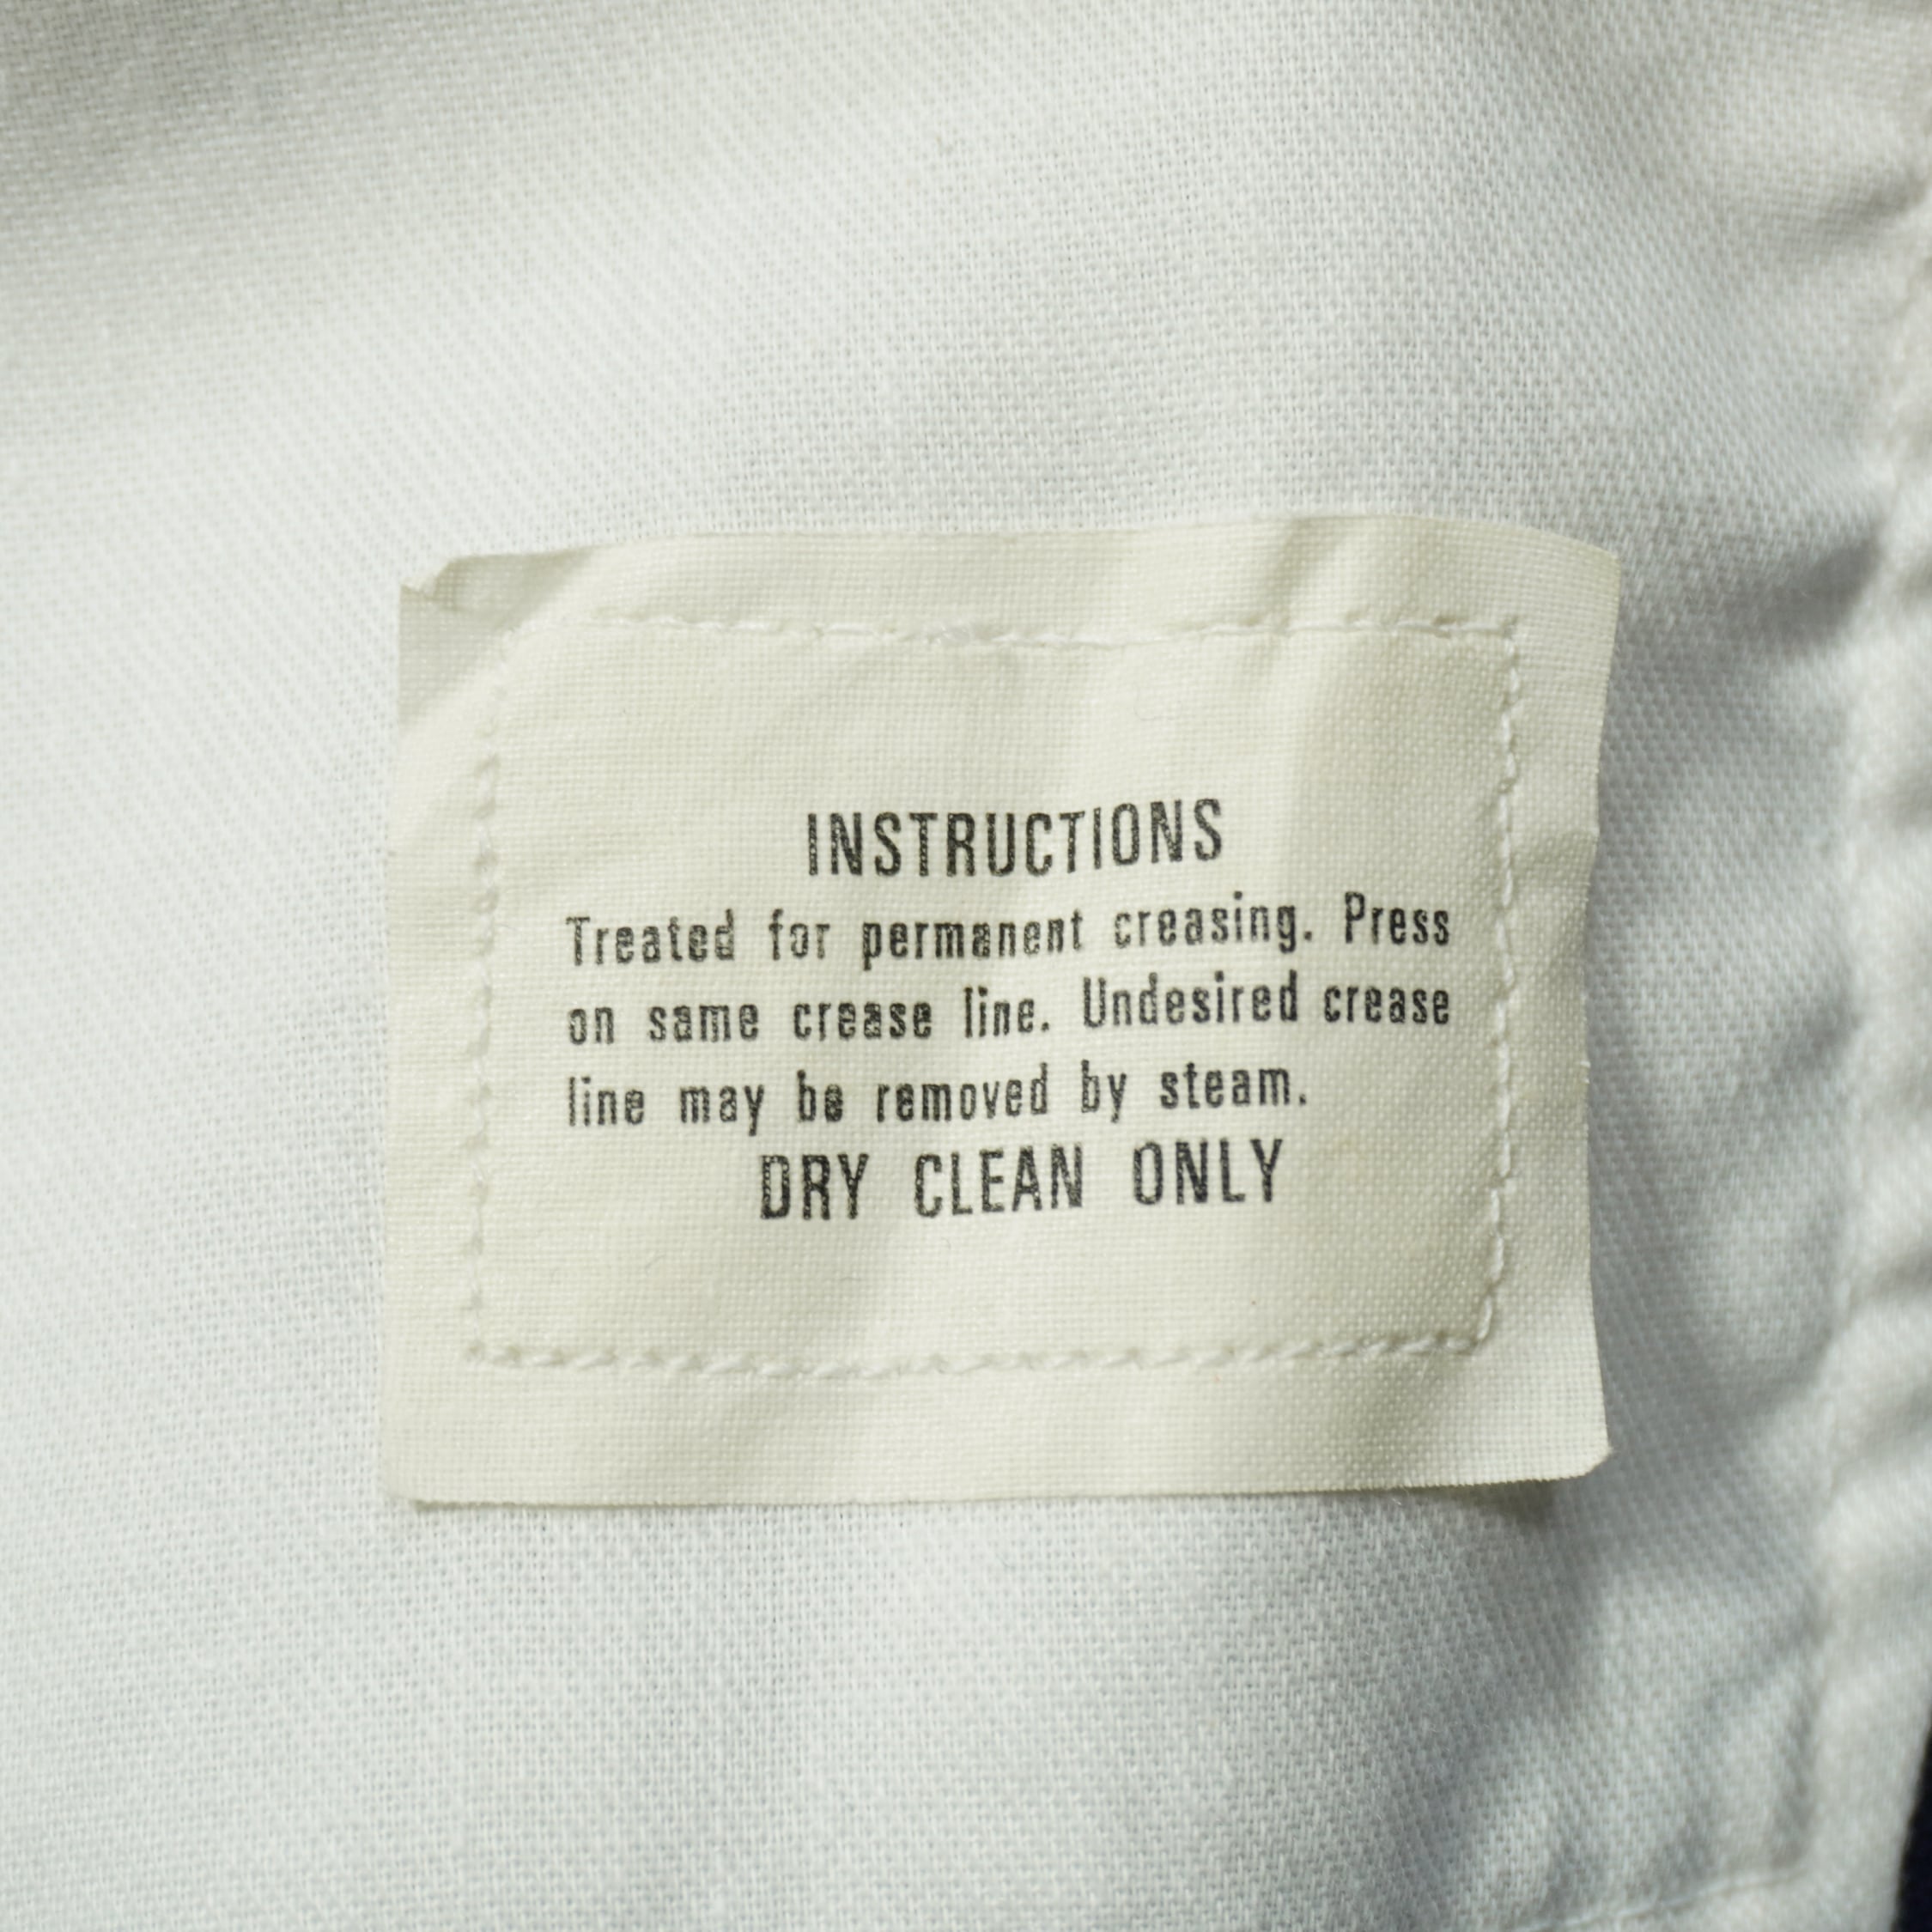 INSTRUCTIONS
Treated for permanent creasing. Press
on same crease line. Undesired crease
line may be removed by steam.
DRY CLEAN ONLY